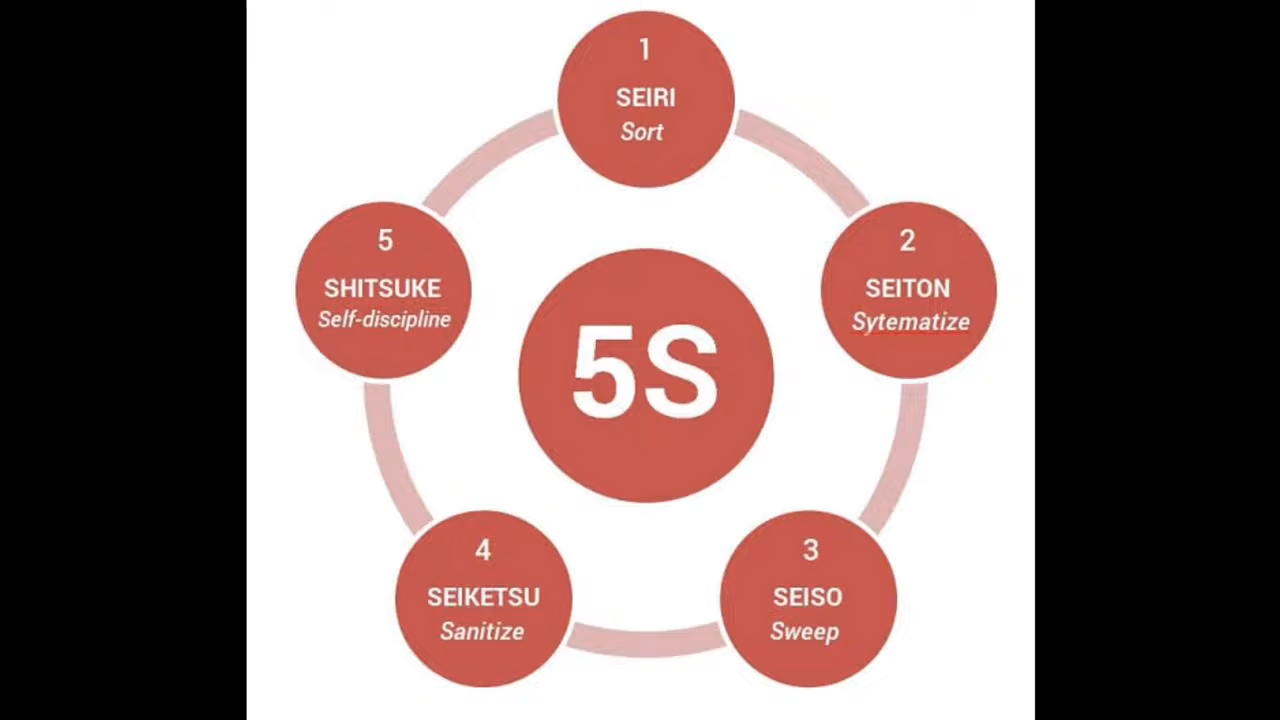 1
SEIRI
Sort
2
SEITON
Sytematize
3
SEISO
Sweep
4
SEIKETSU
Sanitize
5
SHITSUKE
Self-discipline
5S